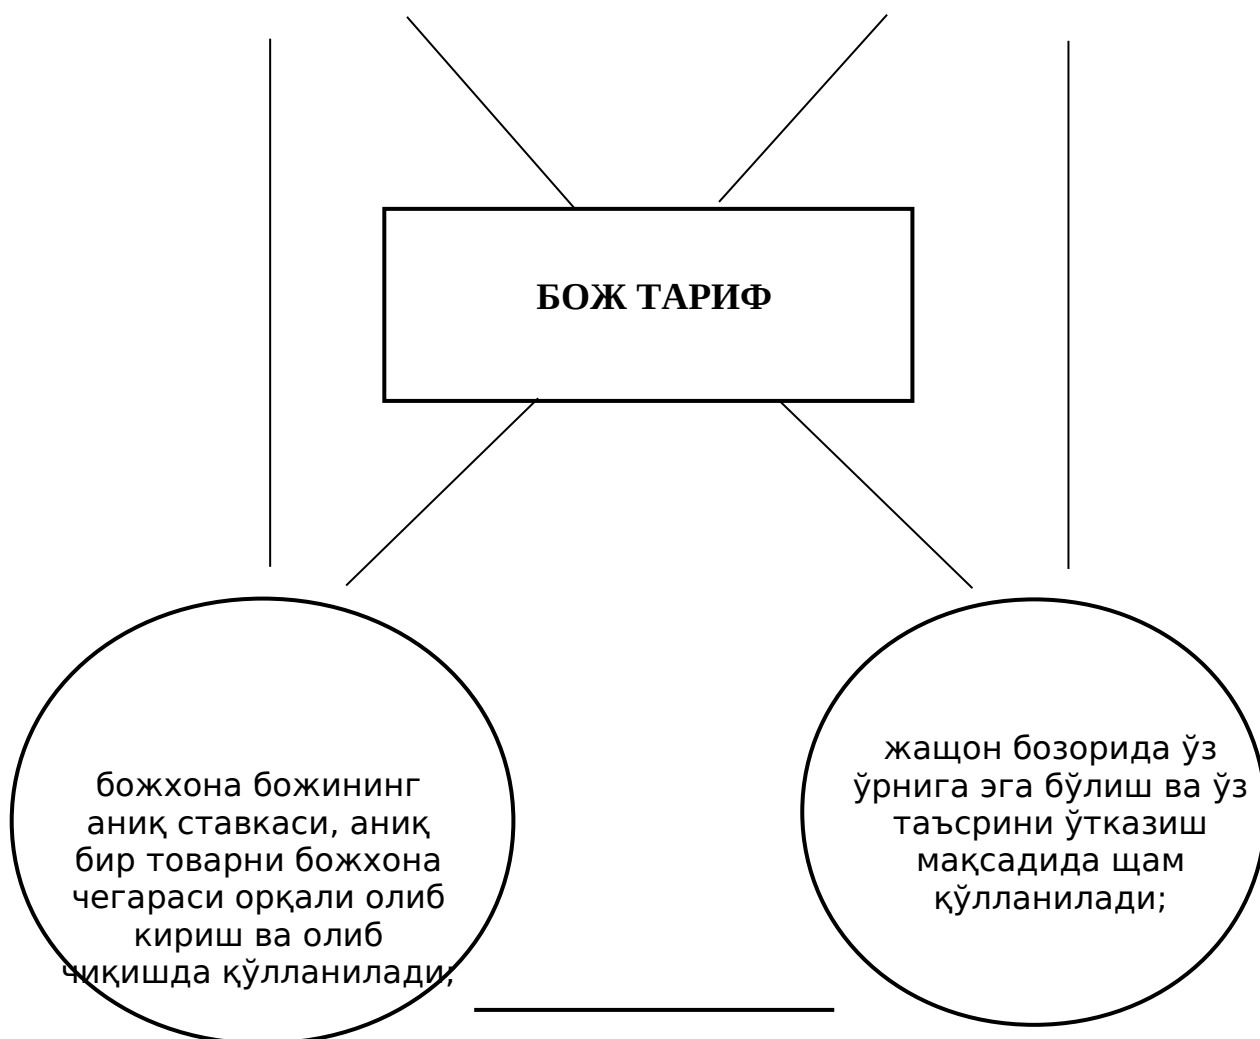 БОЖ ТАРИФ
божхона божининг
аниқ ставкаси, аниқ
бир товарни божхона
чегараси орқали олиб
кириш ва олиб
чиқишда қўлланилади;
жащон бозорида ўз
ўрнига эга бўлиш ва ўз
таъсрини ўтказиш
мақсадида щам
қўлланилади;